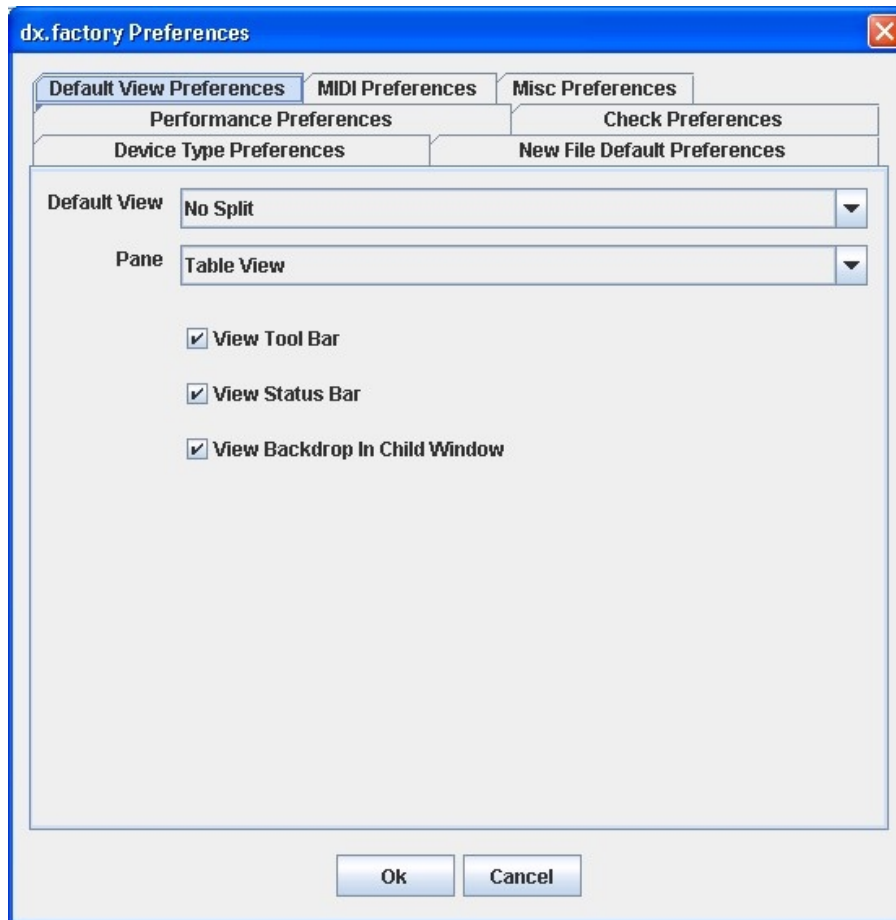 dx.factory Preferences
Default View Preferences MIDI Preferences Misc Preferences
Performance Preferences Check Preferences
Device Type Preferences New File Default Preferences
Default View No Split
Pane Table View
View Tool Bar
View Status Bar
View Backdrop In Child Window
Ok Cancel